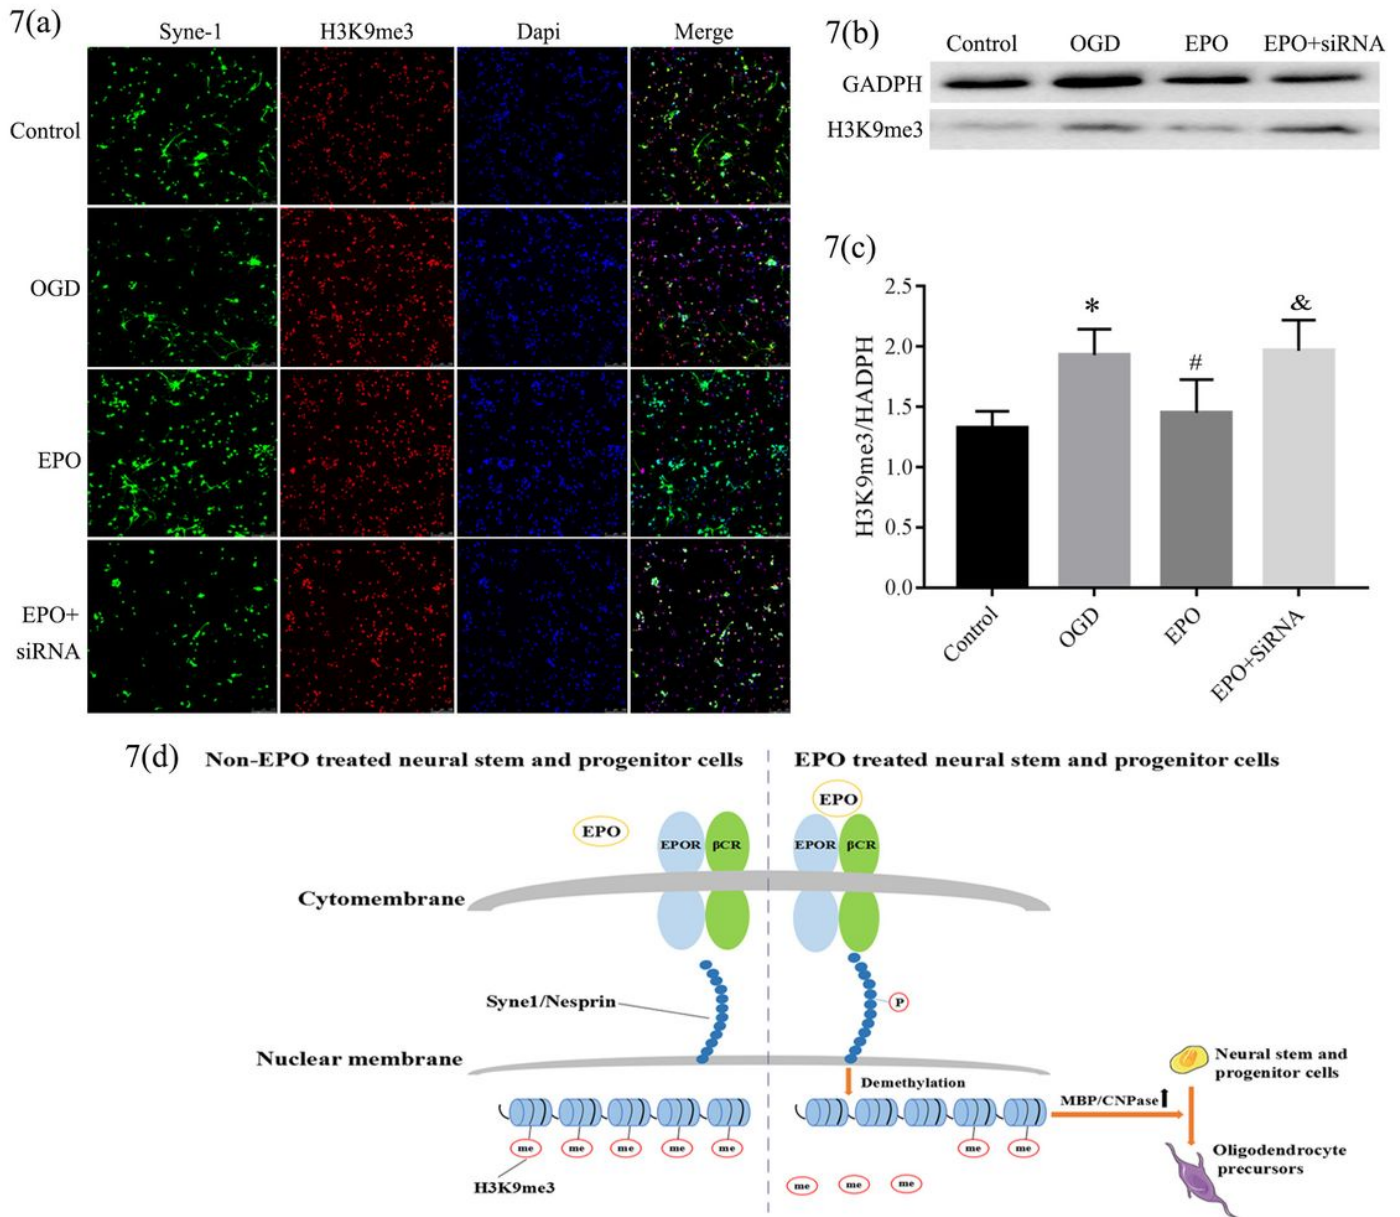 7(a)
Syne-1 H3K9me3 Dapi Merge
Control
OGD
EPO
EPO+
siRNA
7(b)
Control OGD EPO EPO+siRNA
GADPH
H3K9me3
7(c)
H3K9me3/HADPH
2.5
2.0
1.5
1.0
0.5
0.0
*
#
&
Control
OGD
EPO
EPO+SiRNA
7(d)
Non-EPO treated neural stem and progenitor cells
EPO treated neural stem and progenitor cells
EPO
EPOR βCR
EPO
EPOR βCR
Cytomembrane
Syne1/Nesprin
P
Nuclear membrane
Demethylation
me me me me me
H3K9me3
me me
me me me
MBP/CNPase
Neural stem and
progenitor cells
Oligodendrocyte
precursors